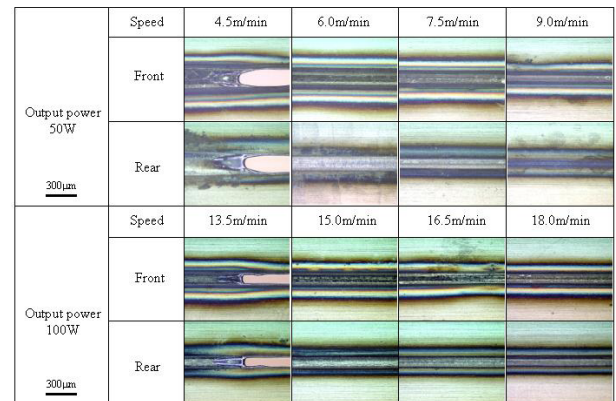 Speed 4.5m/min 6.0m/min 7.5m/min 9.0m/min
Front
Output power
50W
Rear
300μm
Speed 13.5m/min 15.0m/min 16.5m/min 18.0m/min
Front
Output power
100W
Rear
300μm